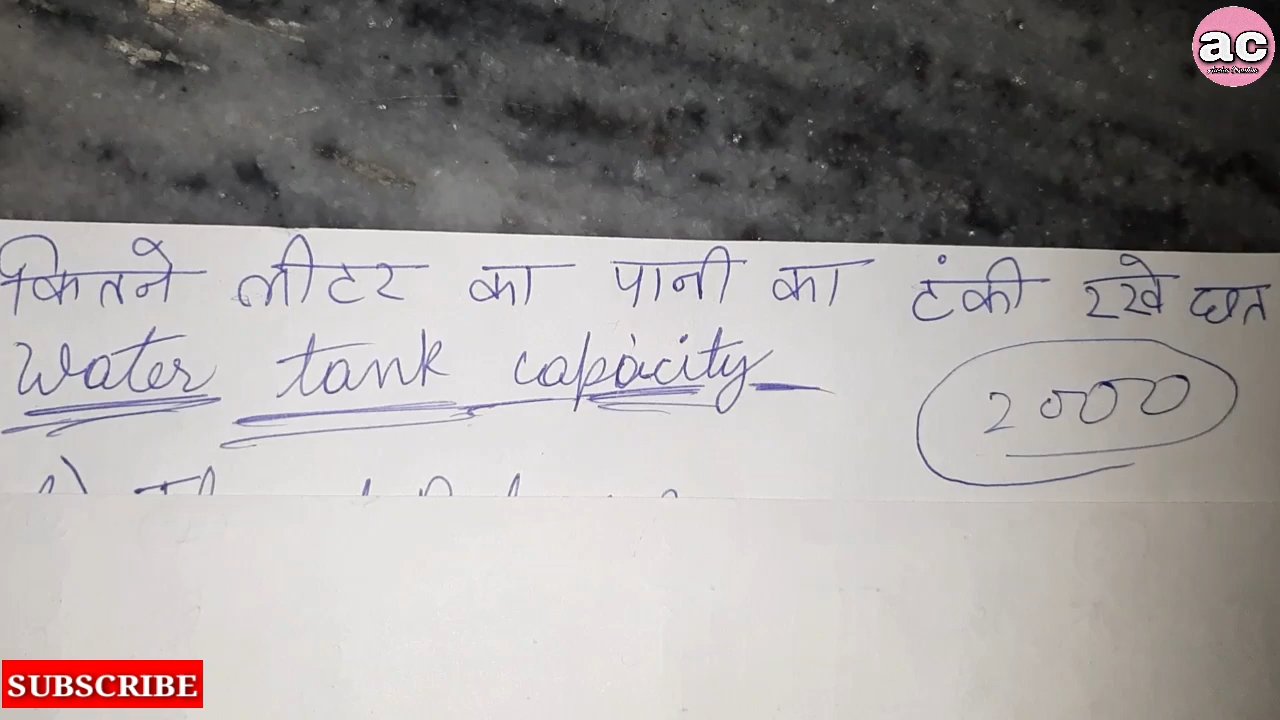 ac
कितने लीटर का पानी का टंकी रखे छत
Water tank capacity
2000
SUBSCRIBE